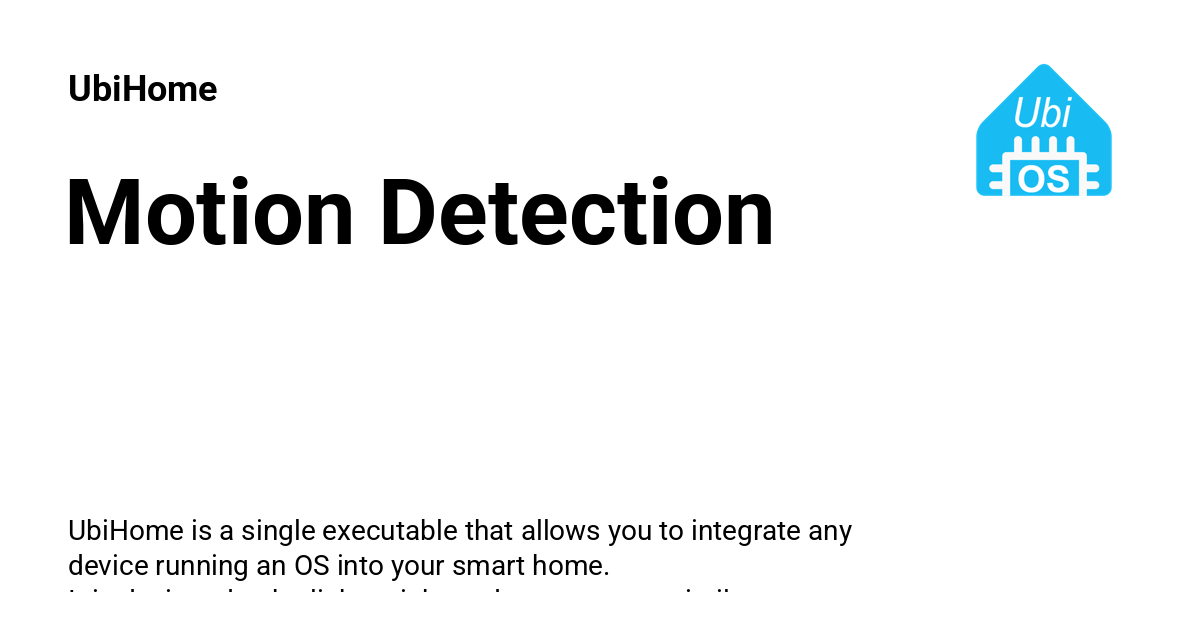 UbiHome
Ubi
OS
Motion Detection
UbiHome is a single executable that allows you to integrate any
device running an OS into your smart home.